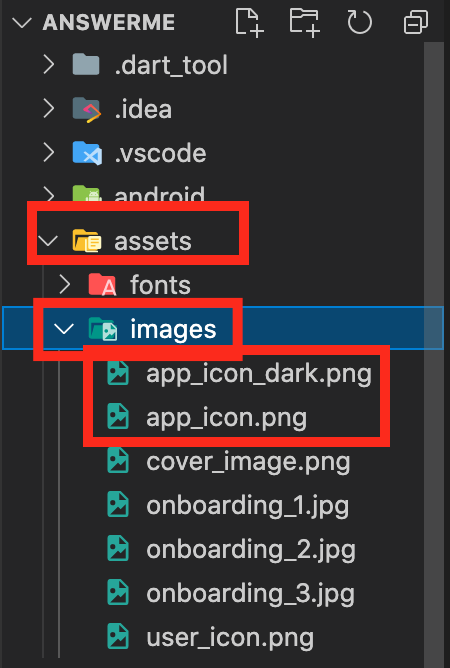 ANSWERME
.dart_tool
.idea
.vscode
android
assets
fonts
images
app_icon_dark.png
app_icon.png
cover_image.png
onboarding_1.jpg
onboarding_2.jpg
onboarding_3.jpg
user_icon.png